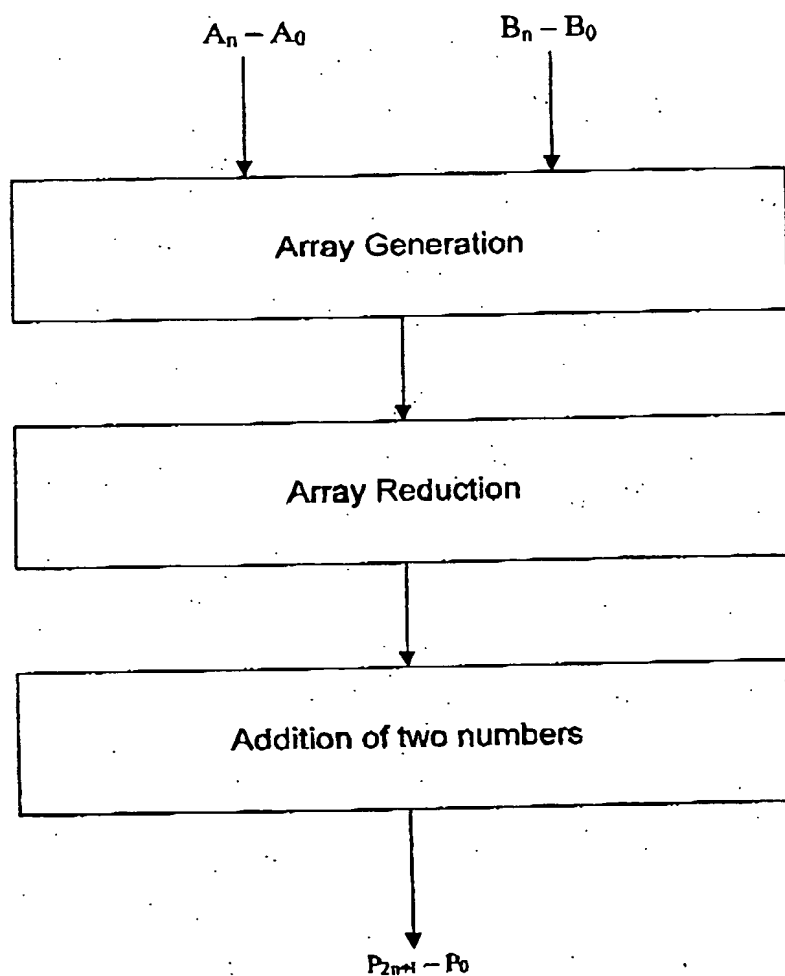 Aₙ – A₀ Bₙ – B₀
Array Generation
Array Reduction
Addition of two numbers
P₂ₙ₊₁ – P₀